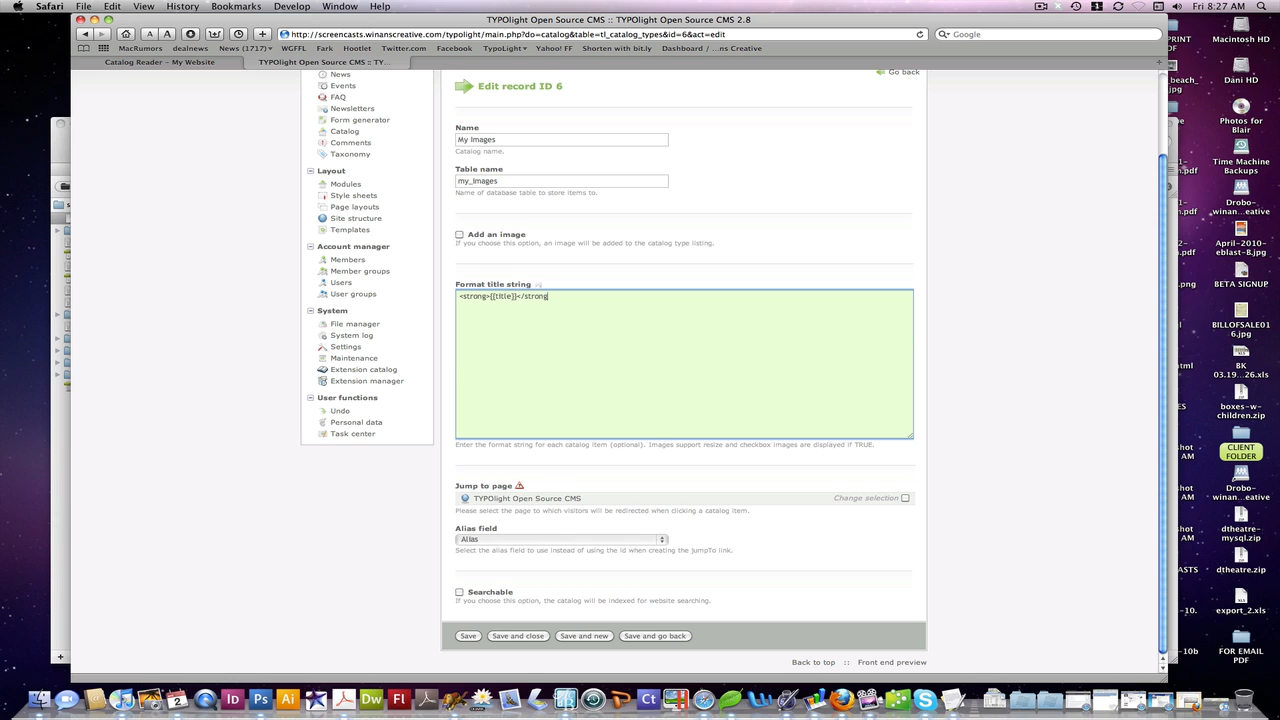 Safari File Edit View History Bookmarks Develop Window Help
Fri 8:27 AM
TYPOlight Open Source CMS :: TYPOlight Open Source CMS 2.8
http://screencasts.winanscreative.com/typolight/main.php?do=catalog&table=tl_catalog_types&id=6&act=edit
Google
MacRumors dealnews News (1717) WGFFL Fark Hootlet Twitter.com Facebook TypoLight Yahoo! FF Shorten with bit.ly Dashboard / ...ns Creative
Catalog Reader – My Website
TYPOlight Open Source CMS :: TY...
News
Events
FAQ
Newsletters
Form generator
Catalog
Comments
Taxonomy
Layout
Modules
Style sheets
Page layouts
Site structure
Templates
Account manager
Members
Member groups
Users
User groups
System
File manager
System log
Settings
Maintenance
Extension catalog
Extension manager
User functions
Undo
Personal data
Task center
Go back
Edit record ID 6
Name
My Images
Catalog name.
Table name
my_images
Name of database table to store items to.
Add an image
If you choose this option, an image will be added to the catalog type listing.
Format title string
<strong>{{title}}</strong
Enter the format string for each catalog item (optional). Images support resize and checkbox images are displayed if TRUE.
Jump to page
TYPOlight Open Source CMS
Change selection
Please select the page to which visitors will be redirected when clicking a catalog item.
Alias field
Alias
Select the alias field to use instead of using the id when creating the jumpTo link.
Searchable
If you choose this option, the catalog will be indexed for website searching.
Save
Save and close
Save and new
Save and go back
Back to top :: Front end preview
Macintosh HD
Dani HD
Photos for Blair
Time Machine Backups
Drobo-winan...eative
April-2010-eblast-B.jpg
BETA SIGNUP
BILLOFSALE01 6.jpg
BK 03.19...26.xls
boxes-w-children.zip
CLIENT FOLDER
Drobo-winan...eative
dtheatre-mysql.zip
dtheatre.zip
export_2.xls
FOR EMAIL PDF